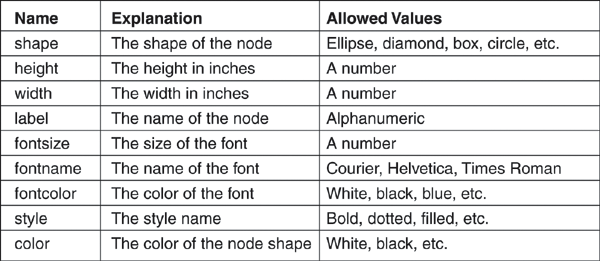 Name Explanation Allowed Values
shape The shape of the node Ellipse, diamond, box, circle, etc.
height The height in inches A number
width The width in inches A number
label The name of the node Alphanumeric
fontsize The size of the font A number
fontname The name of the font Courier, Helvetica, Times Roman
fontcolor The color of the font White, black, blue, etc.
style The style name Bold, dotted, filled, etc.
color The color of the node shape White, black, etc.